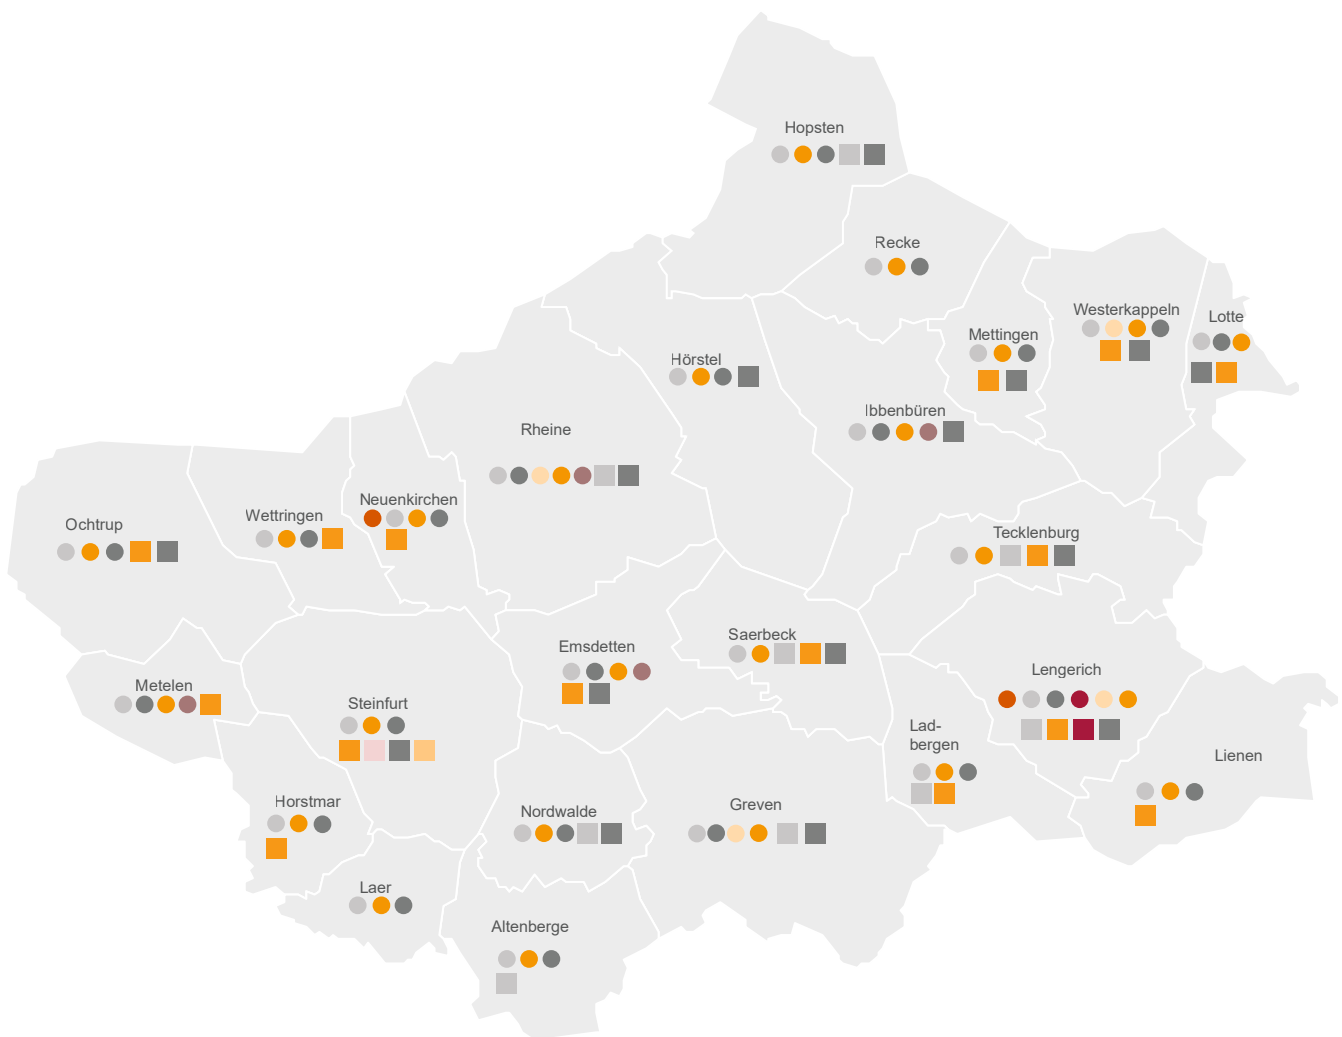 Hopsten
Recke
Westerkappeln
Lotte
Mettingen
Hörstel
Ibbenbüren
Rheine
Neuenkirchen
Wettringen
Ochtrup
Tecklenburg
Saerbeck
Emsdetten
Lengerich
Metelen
Steinfurt
Lad-
bergen
Lienen
Horstmar
Nordwalde
Greven
Laer
Altenberge